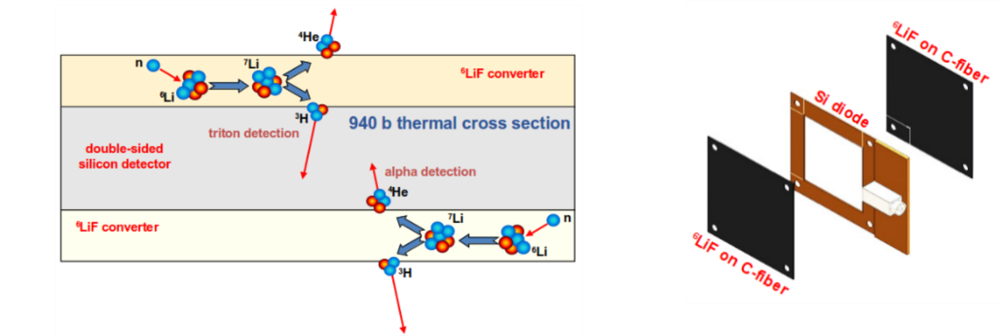 ⁴He
n
⁷Li
⁶LiF converter
⁶Li
³H
940 b thermal cross section
triton detection
double-sided
silicon detector
alpha detection
⁴He
⁷Li
n
⁶LiF converter
⁶Li
³H
⁶LiF on C-fiber
Si diode
⁶LiF on C-fiber